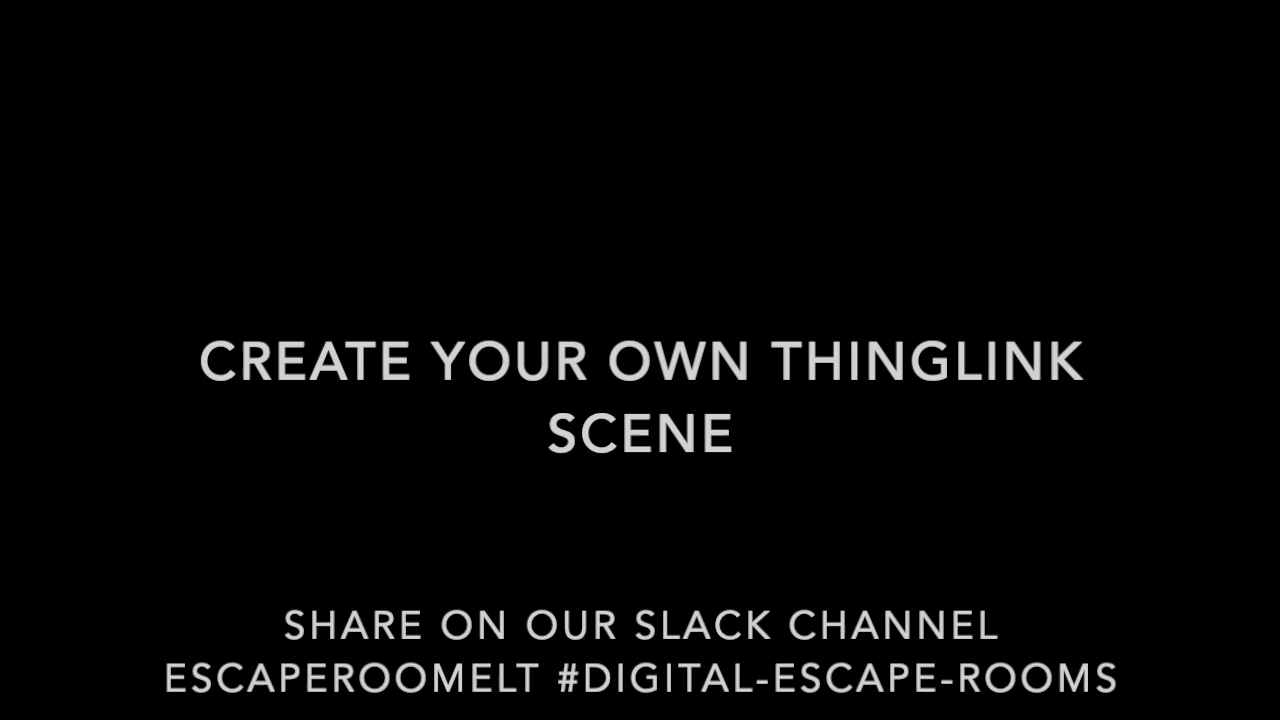 CREATE YOUR OWN THINGLINK
SCENE
SHARE ON OUR SLACK CHANNEL
ESCAPEROOMELT #DIGITAL-ESCAPE-ROOMS